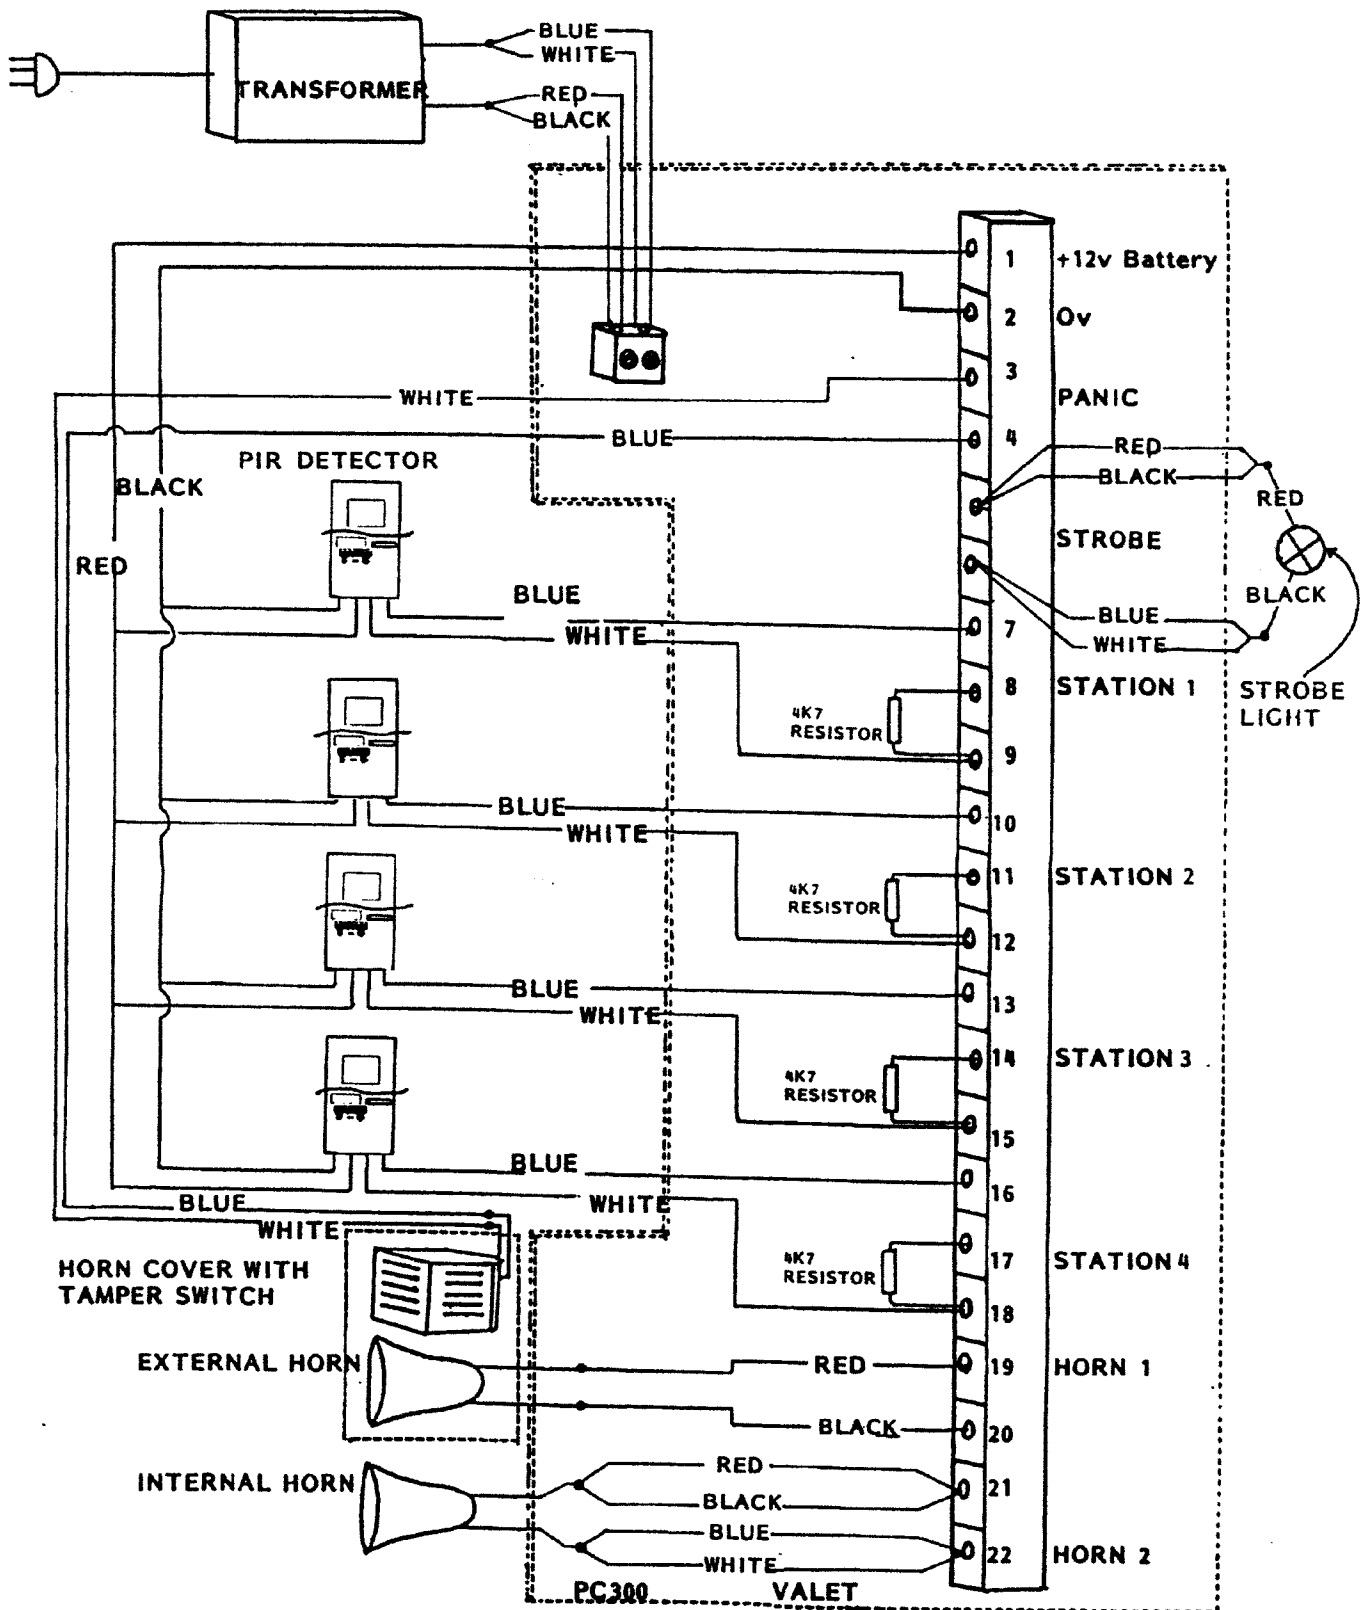 BLUE
WHITE
TRANSFORMER
RED
BLACK
1 +12v Battery
2 0v
3
WHITE
PANIC
BLUE
4
RED
PIR DETECTOR
BLACK
BLACK
RED
STROBE
RED
BLUE
BLACK
BLUE
7
WHITE
WHITE
8 STATION 1
STROBE
LIGHT
4K7
RESISTOR
9
BLUE
10
WHITE
11 STATION 2
4K7
RESISTOR
12
BLUE
13
WHITE
14 STATION 3
4K7
RESISTOR
15
BLUE
16
WHITE
BLUE
WHITE
17 STATION 4
4K7
RESISTOR
HORN COVER WITH
TAMPER SWITCH
18
EXTERNAL HORN
RED
19 HORN 1
BLACK
20
INTERNAL HORN
RED
21
BLACK
BLUE
22 HORN 2
WHITE
PC300 VALET